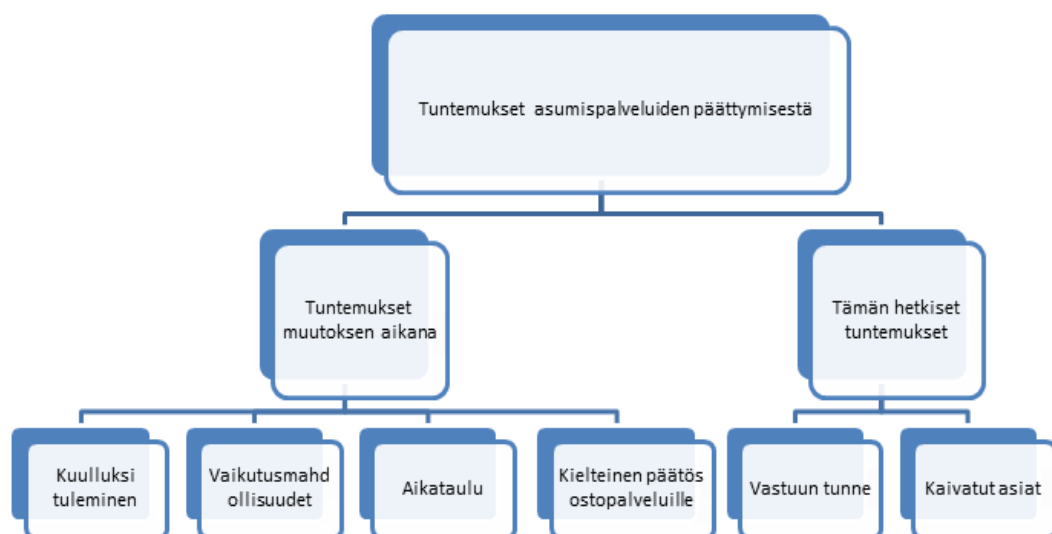 Tuntemukset asumispalveluiden päättymisestä
Tuntemukset
muutoksen aikana
Tämän hetkiset
tuntemukset
Kuulluksi
tuleminen
Vaikutusmahd
ollisuudet
Aikataulu
Kielteinen päätös
ostopalveluille
Vastuun tunne
Kaivatut asiat